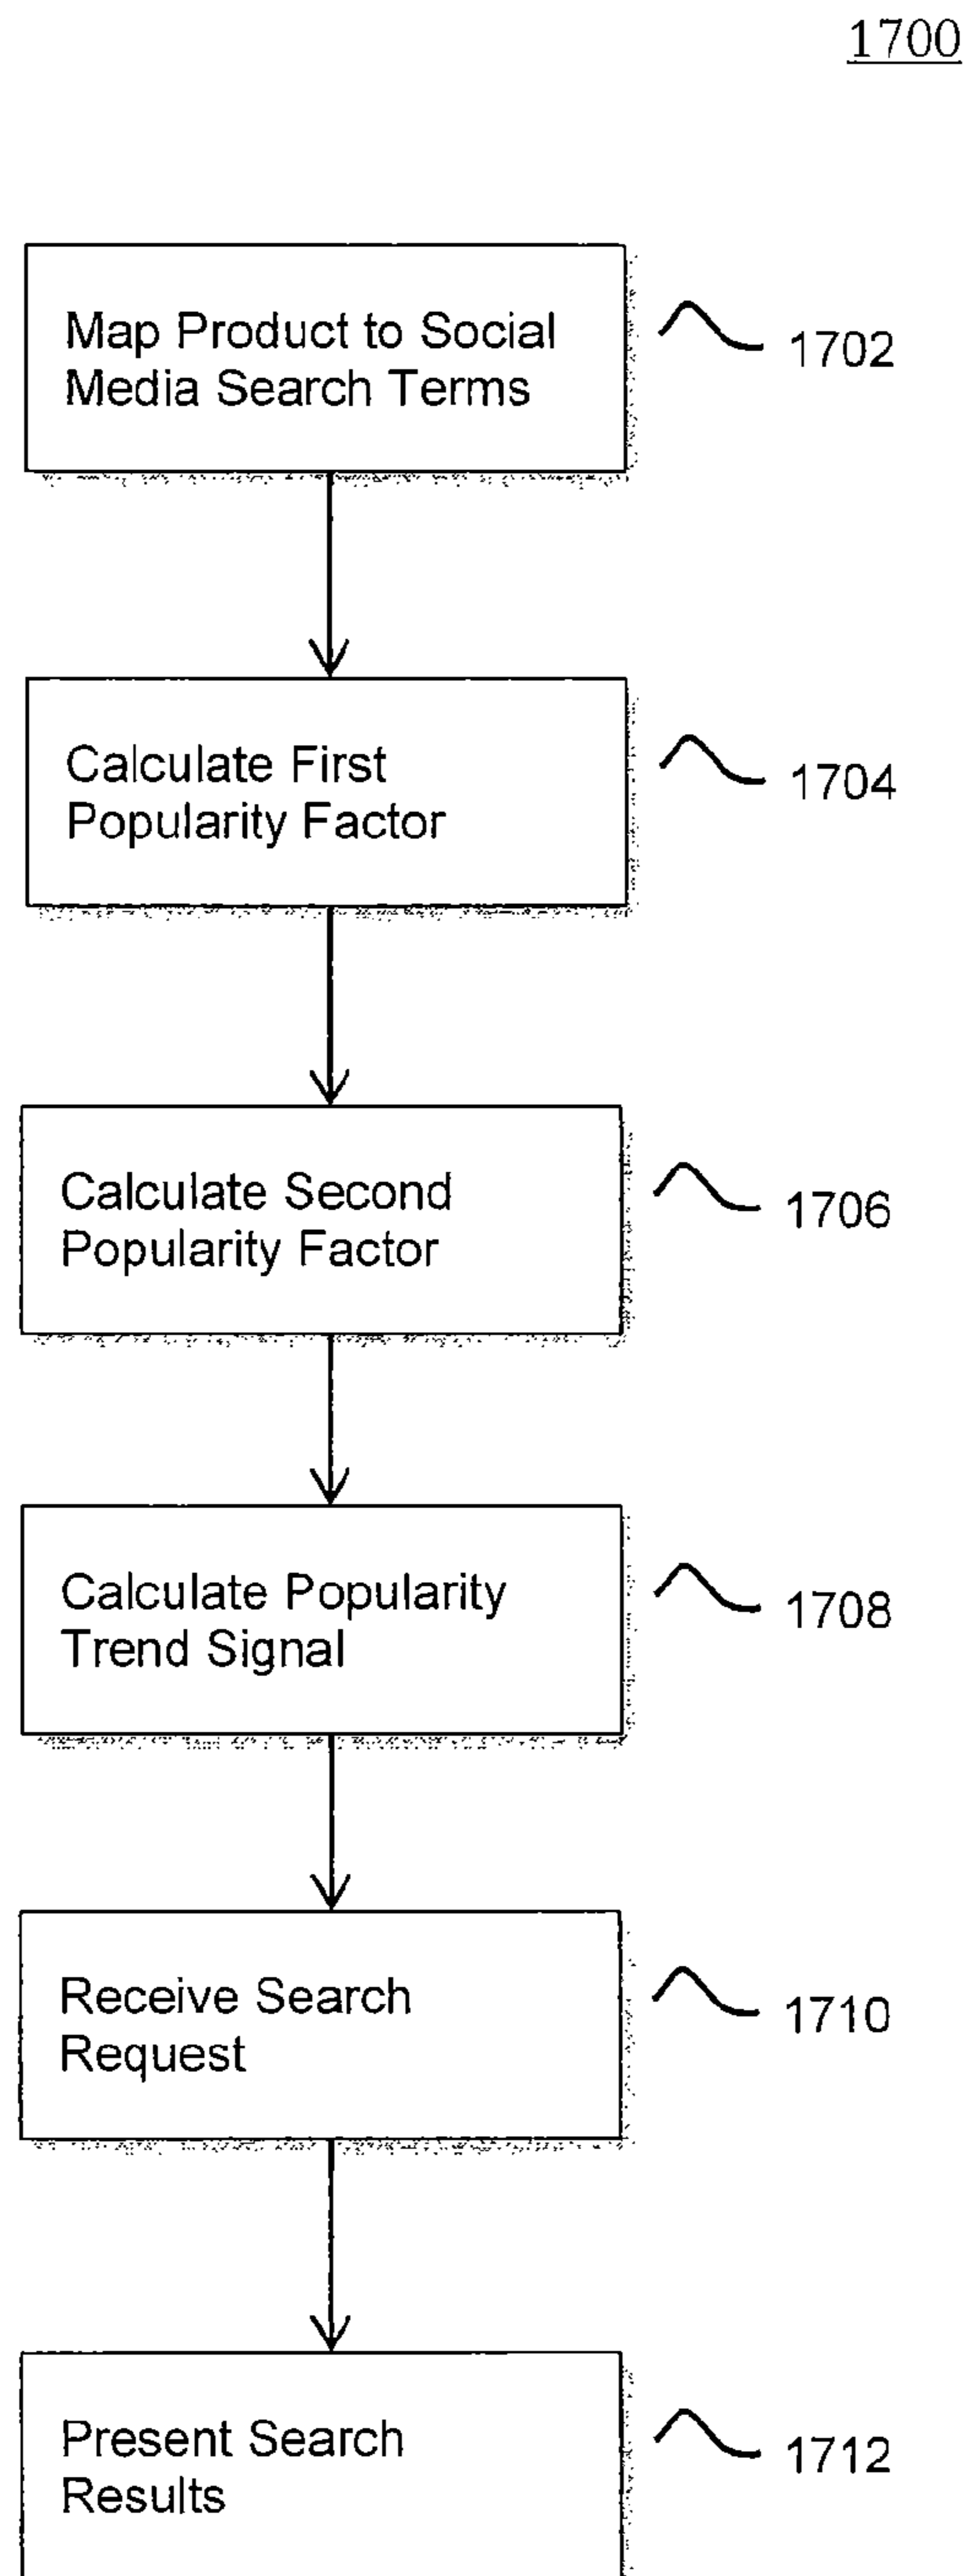 1700
Map Product to Social
Media Search Terms
1702
Calculate First
Popularity Factor
1704
Calculate Second
Popularity Factor
1706
Calculate Popularity
Trend Signal
1708
Receive Search
Request
1710
Present Search
Results
1712